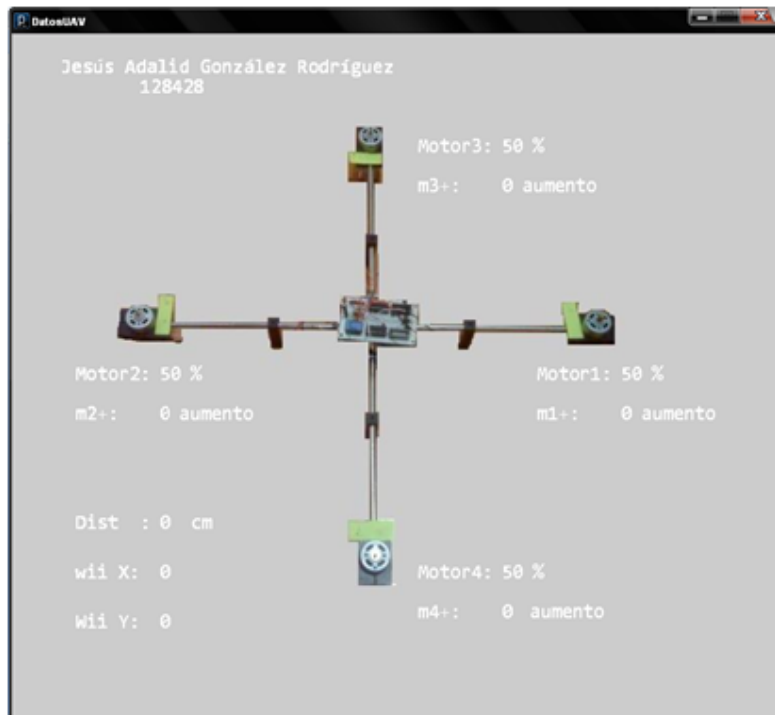 DatosUAV
Jesús Adalid González Rodríguez
128428
Motor3: 50 %
m3+: 0 aumento
Motor2: 50 %
Motor1: 50 %
m2+: 0 aumento
m1+: 0 aumento
Dist : 0 cm
wii X: 0
Motor4: 50 %
m4+: 0 aumento
Wii Y: 0